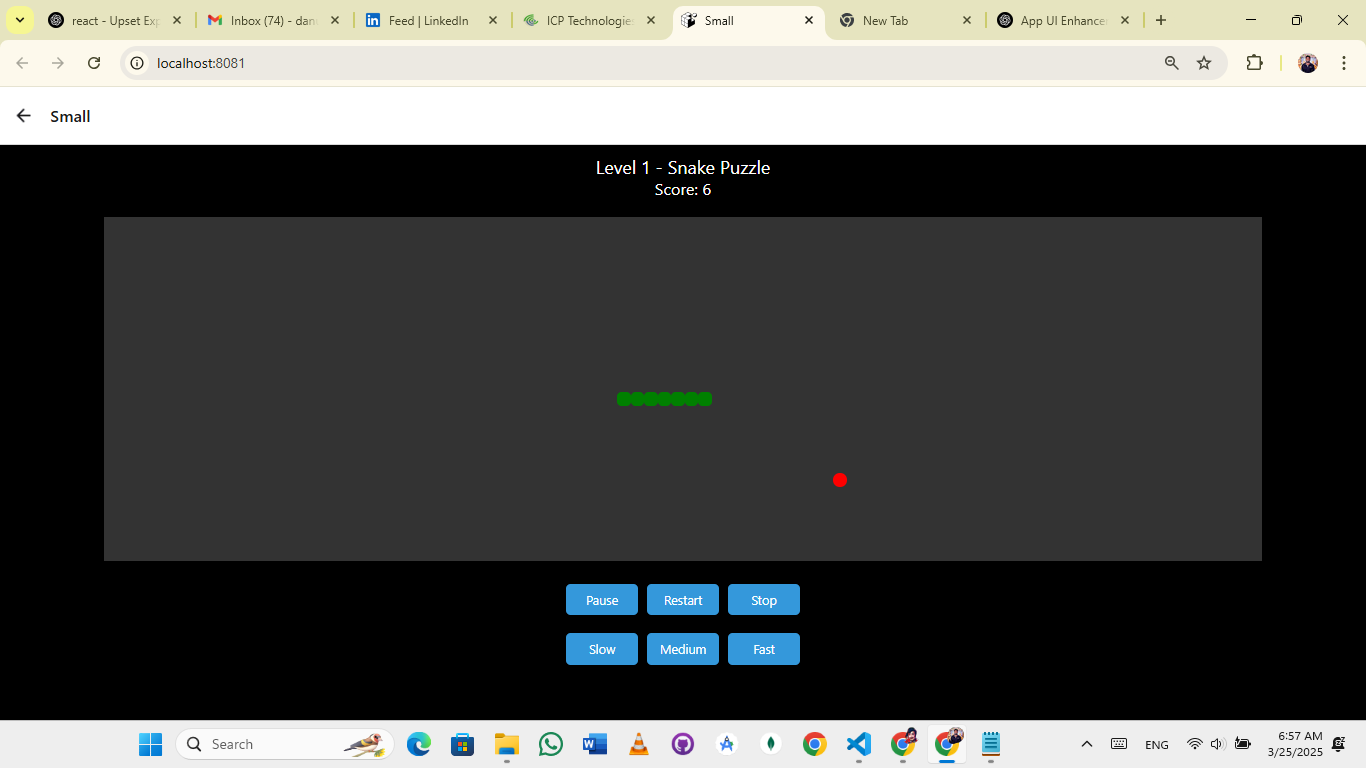 react - Upset Exp
Inbox (74) - dan
Feed | LinkedIn
ICP Technologies
Small
New Tab
App UI Enhance
localhost:8081
Small
Level 1 - Snake Puzzle
Score: 6
Pause Restart Stop
Slow Medium Fast
Search
ENG
6:57 AM
3/25/2025